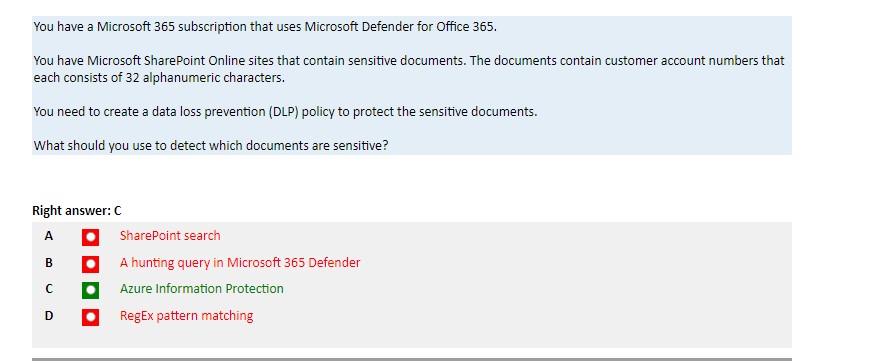 You have a Microsoft 365 subscription that uses Microsoft Defender for Office 365.
You have Microsoft SharePoint Online sites that contain sensitive documents. The documents contain customer account numbers that
each consists of 32 alphanumeric characters.
You need to create a data loss prevention (DLP) policy to protect the sensitive documents.
What should you use to detect which documents are sensitive?
Right answer: C
A SharePoint search
B A hunting query in Microsoft 365 Defender
C Azure Information Protection
D RegEx pattern matching